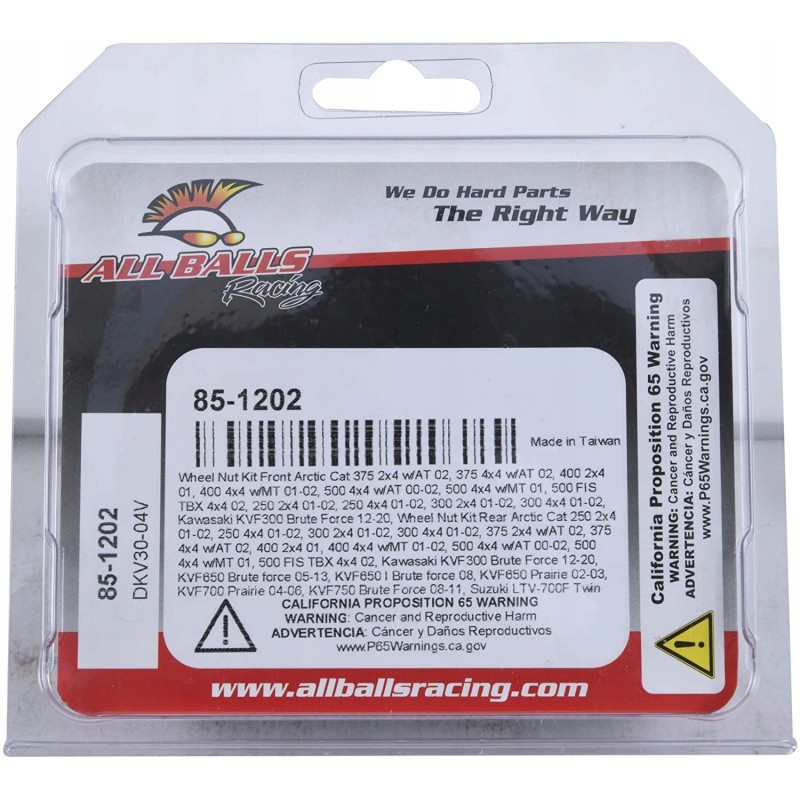 We Do Hard Parts
The Right Way
ALL BALLS
Racing
85-1202
Made in Taiwan
Wheel Nut Kit Front Arctic Cat 375 2x4 w/AT 02, 375 4x4 w/AT 02, 400 2x4
01, 400 4x4 w/MT 01-02, 500 4x4 w/AT 00-02, 500 4x4 w/MT 01, 500 FIS
TBX 4x4 02, 250 2x4 01-02, 250 4x4 01-02, 300 2x4 01-02, 300 4x4 01-02,
Kawasaki KVF300 Brute Force 12-20, Wheel Nut Kit Rear Arctic Cat 250 2x4
01-02, 250 4x4 01-02, 300 2x4 01-02, 300 4x4 01-02, 375 2x4 w/AT 02, 375
4x4 w/AT 02, 400 2x4 01, 400 4x4 w/MT 01-02, 500 4x4 w/AT 00-02, 500
4x4 w/MT 01, 500 FIS TBX 4x4 02, Kawasaki KVF300 Brute Force 12-20,
KVF650 Brute force 05-13, KVF650 I Brute force 08, KVF650 Prairie 02-03,
KVF700 Prairie 04-06, KVF750 Brute Force 08-11, Suzuki LTV-700F Twin
CALIFORNIA PROPOSITION 65 WARNING
WARNING: Cancer and Reproductive Harm
ADVERTENCIA: Cáncer y Daños Reproductivos
www.P65Warnings.ca.gov
85-1202
DKV30-04V
California Proposition 65 Warning
WARNING: Cancer and Reproductive Harm
ADVERTENCIA: Cáncer y Daños Reproductivos
www.P65Warnings.ca.gov
www.allballsracing.com